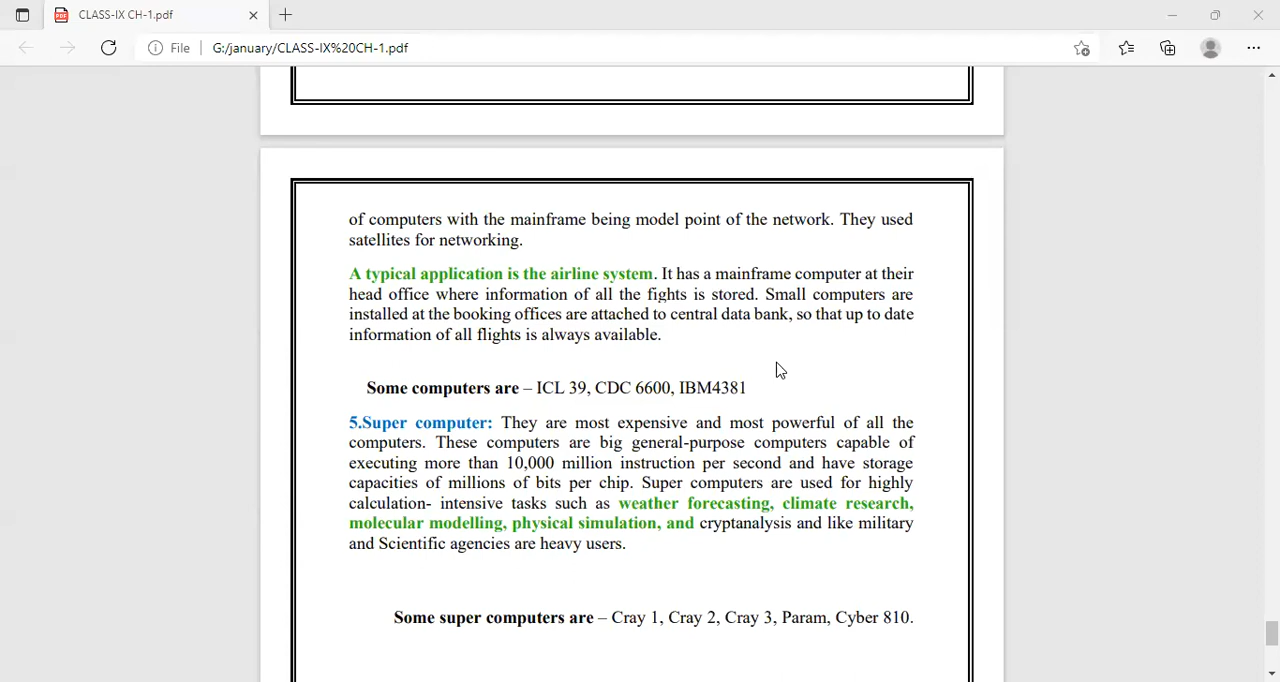 CLASS-IX CH-1.pdf
File
G:/january/CLASS-IX%20CH-1.pdf
of computers with the mainframe being model point of the network. They used
satellites for networking.
A typical application is the airline system. It has a mainframe computer at their
head office where information of all the fights is stored. Small computers are
installed at the booking offices are attached to central data bank, so that up to date
information of all flights is always available.
Some computers are – ICL 39, CDC 6600, IBM4381
5.Super computer: They are most expensive and most powerful of all the
computers. These computers are big general-purpose computers capable of
executing more than 10,000 million instruction per second and have storage
capacities of millions of bits per chip. Super computers are used for highly
calculation- intensive tasks such as weather forecasting, climate research,
molecular modelling, physical simulation, and cryptanalysis and like military
and Scientific agencies are heavy users.
Some super computers are – Cray 1, Cray 2, Cray 3, Param, Cyber 810.